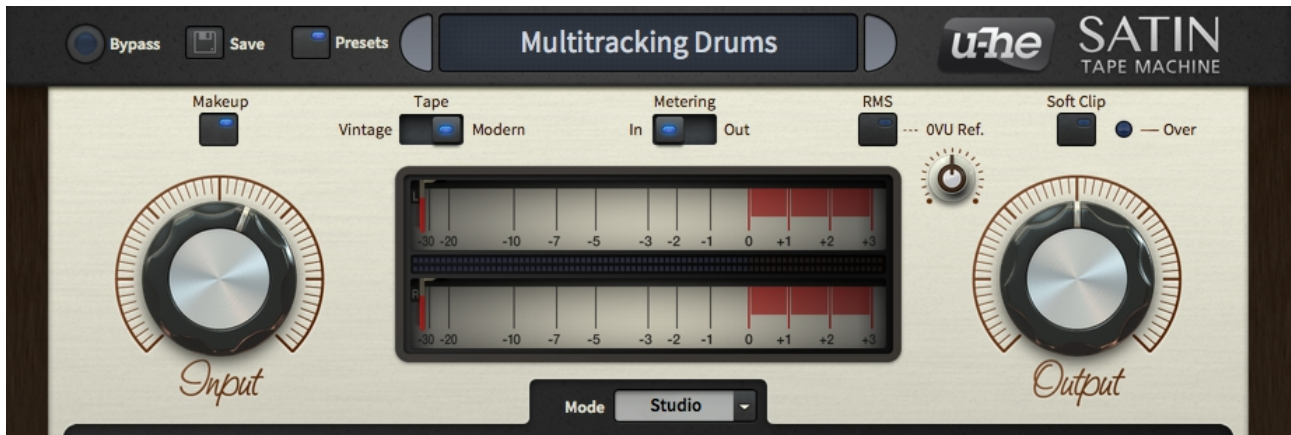 Bypass
Save
Presets
Multitracking Drums
u-he
SATIN
TAPE MACHINE
Makeup
Tape
Metering
RMS
Soft Clip
Vintage
Modern
In
Out
0VU Ref.
Over
L
-30 -20 -10 -7 -5 -3 -2 -1 0 +1 +2 +3
R
-30 -20 -10 -7 -5 -3 -2 -1 0 +1 +2 +3
Input
Output
Mode
Studio